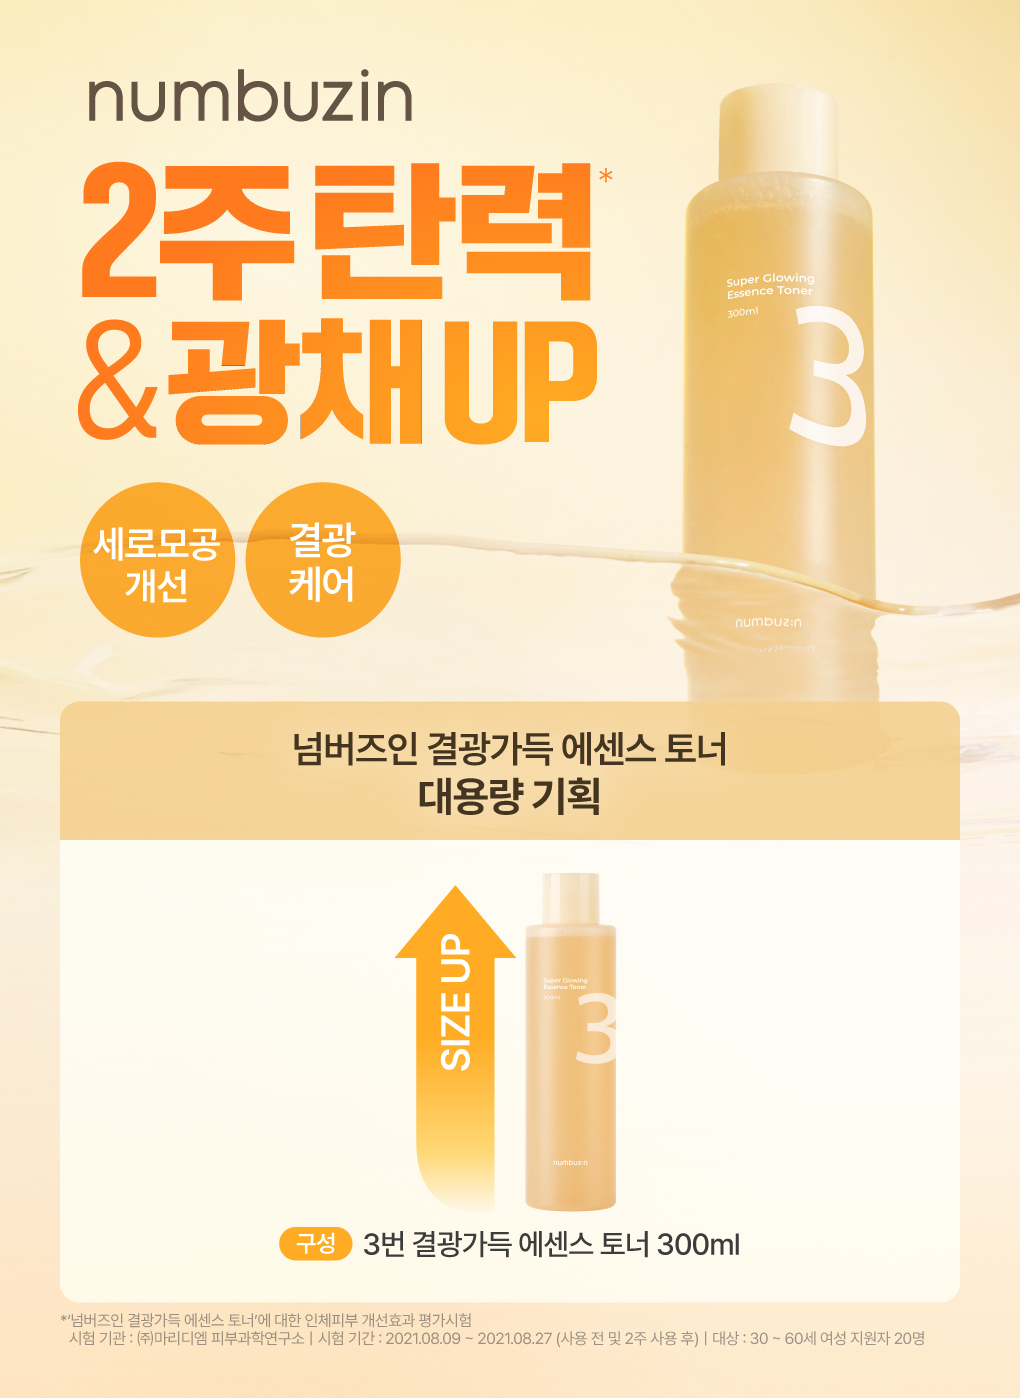 numbuzin
2주 탄력*
&광채 UP
세로모공
개선
결광
케어
Super Glowing
Essence Toner
300ml
3
numbuzin
넘버즈인 결광가득 에센스 토너
대용량 기획
SIZE UP
Super Glowing
Essence Toner
300ml
3
numbuzin
구성 3번 결광가득 에센스 토너 300ml
*'넘버즈인 결광가득 에센스 토너'에 대한 인체피부 개선효과 평가시험
시험 기관 : ㈜마리디엠 피부과학연구소 | 시험 기간 : 2021.08.09 ~ 2021.08.27 (사용 전 및 2주 사용 후) | 대상 : 30 ~ 60세 여성 지원자 20명